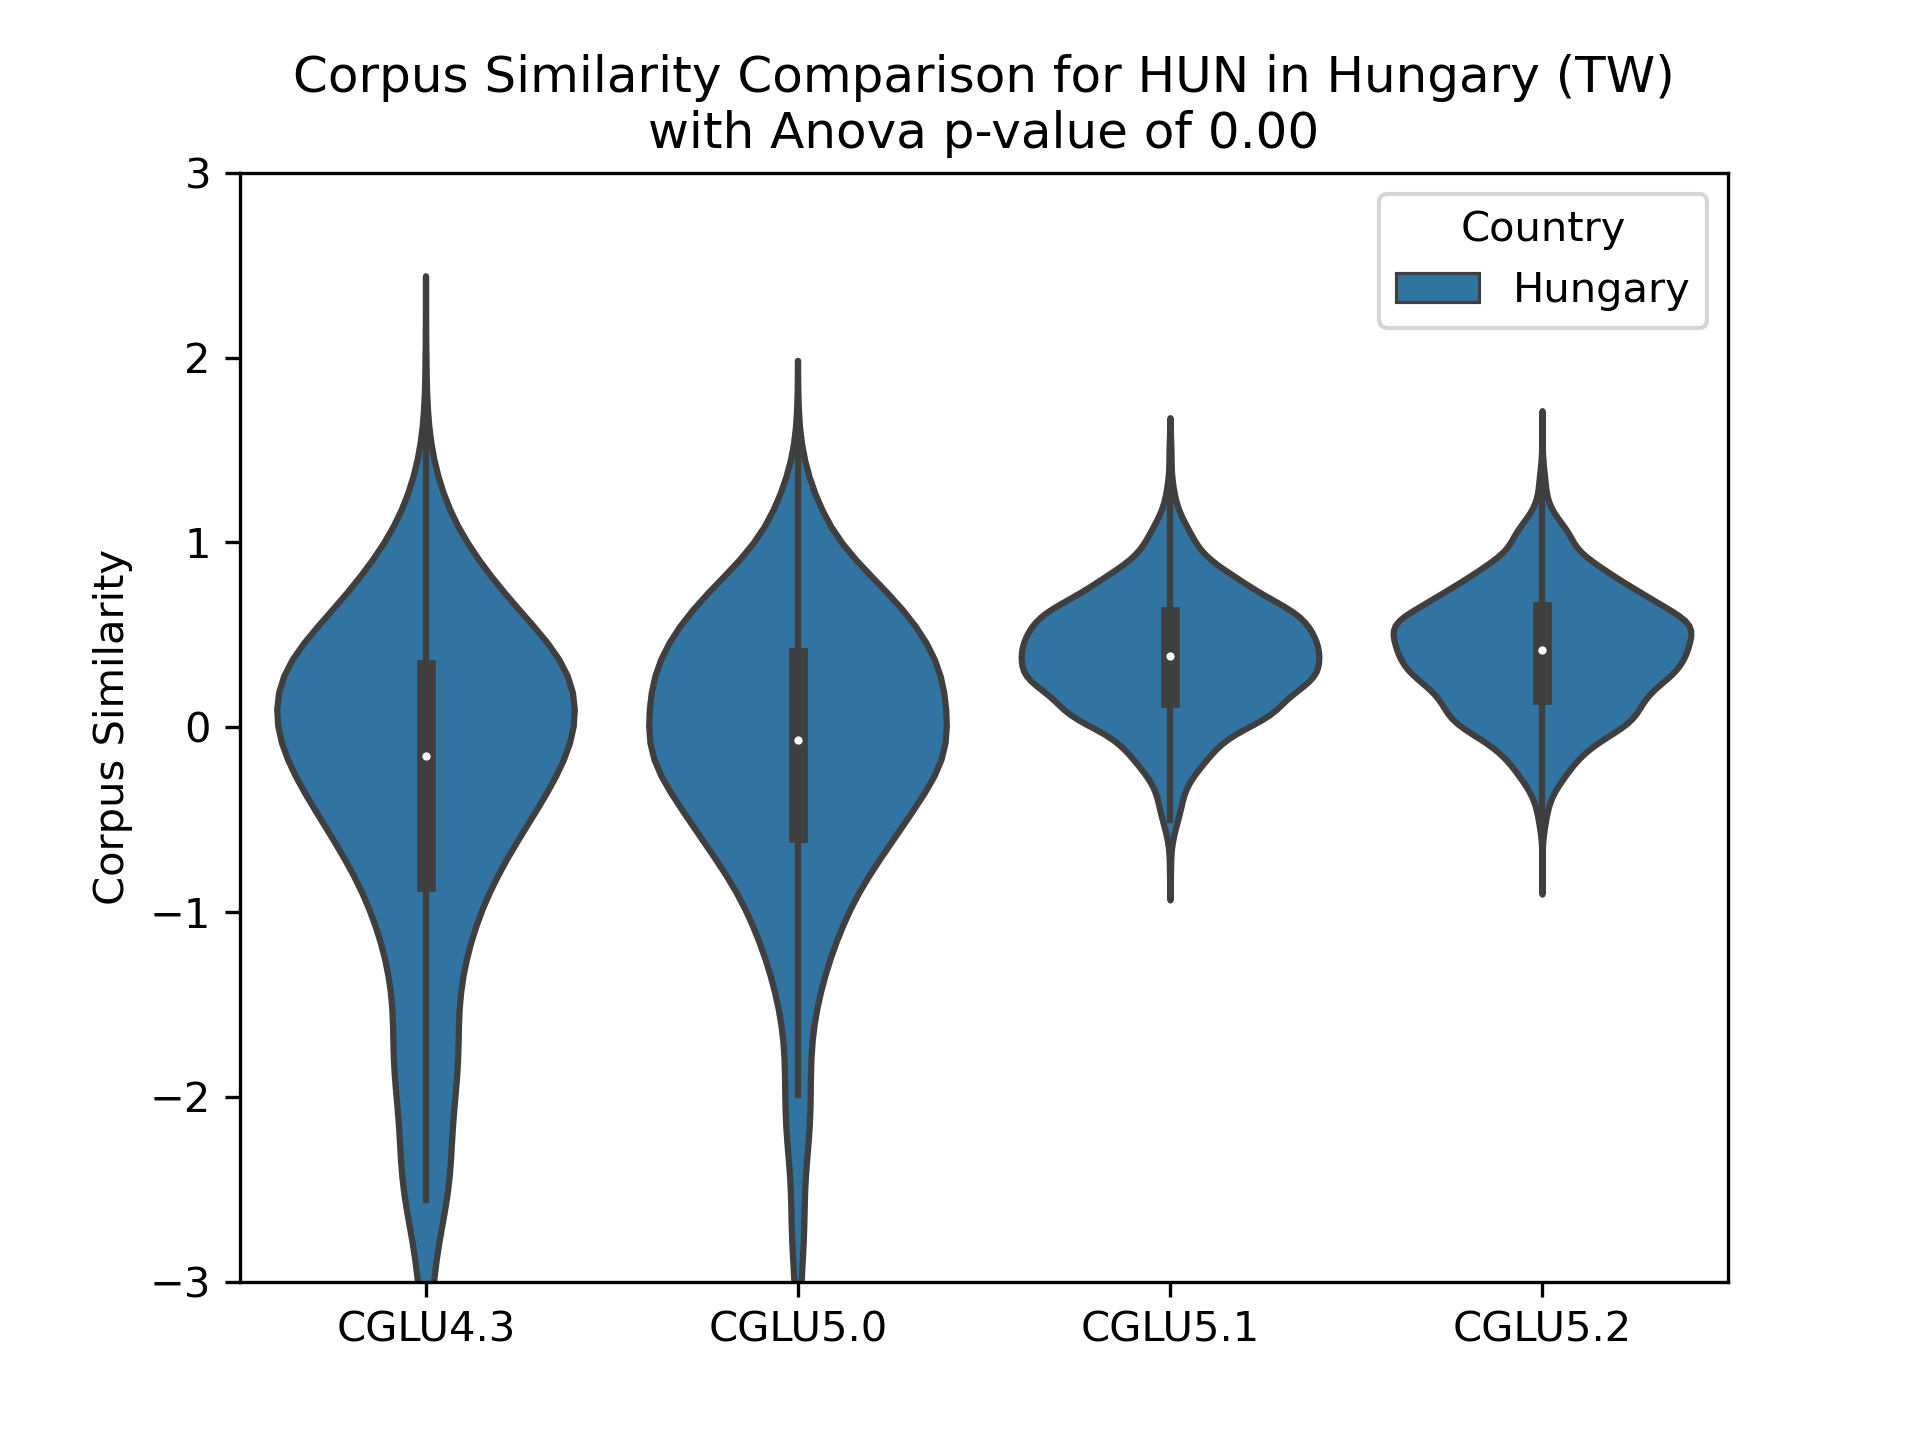 Corpus Similarity Comparison for HUN in Hungary (TW)
with Anova p-value of 0.00
3
2
1
0
−1
−2
−3
Corpus Similarity
Country
Hungary
CGLU4.3
CGLU5.0
CGLU5.1
CGLU5.2